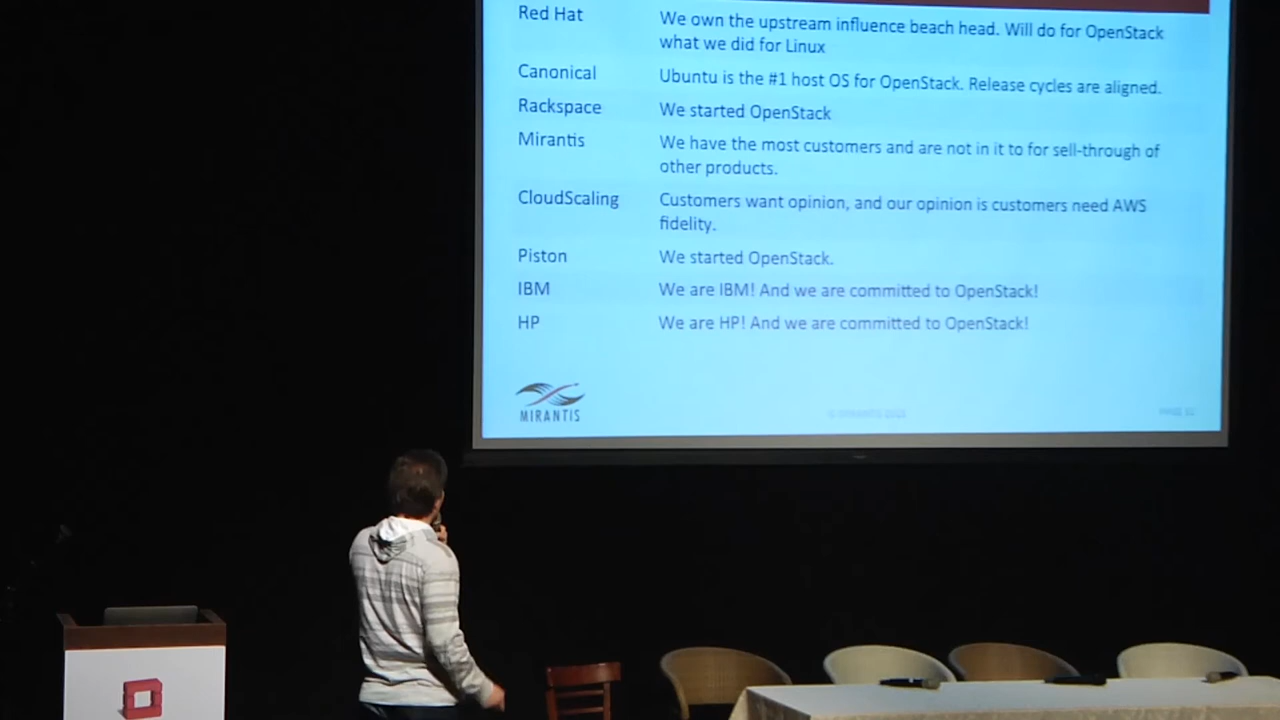 Red Hat We own the upstream influence beach head. Will do for OpenStack
what we did for Linux
Canonical Ubuntu is the #1 host OS for OpenStack. Release cycles are aligned.
Rackspace We started OpenStack
Mirantis We have the most customers and are not in it to for sell-through of
other products.
CloudScaling Customers want opinion, and our opinion is customers need AWS
fidelity.
Piston We started OpenStack.
IBM We are IBM! And we are committed to OpenStack!
HP We are HP! And we are committed to OpenStack!
MIRANTIS